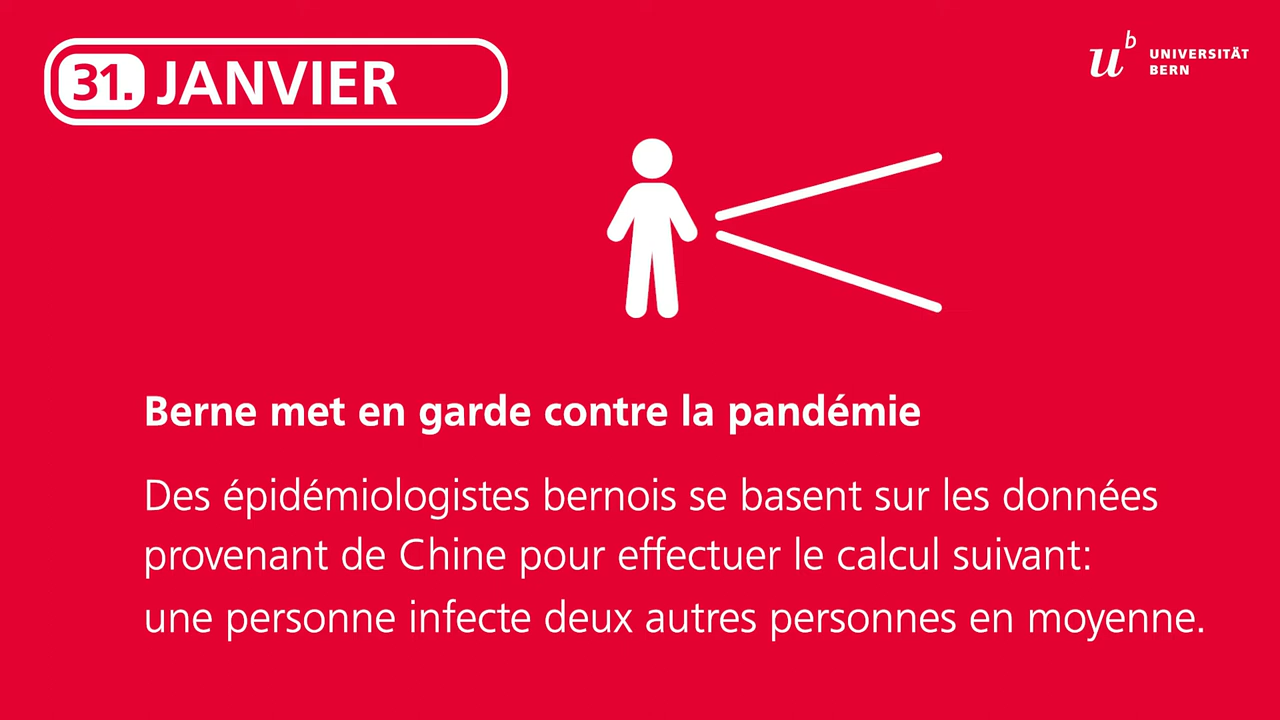 31. JANVIER
u b UNIVERSITÄT
BERN
Berne met en garde contre la pandémie
Des épidémiologistes bernois se basent sur les données
provenant de Chine pour effectuer le calcul suivant:
une personne infecte deux autres personnes en moyenne.